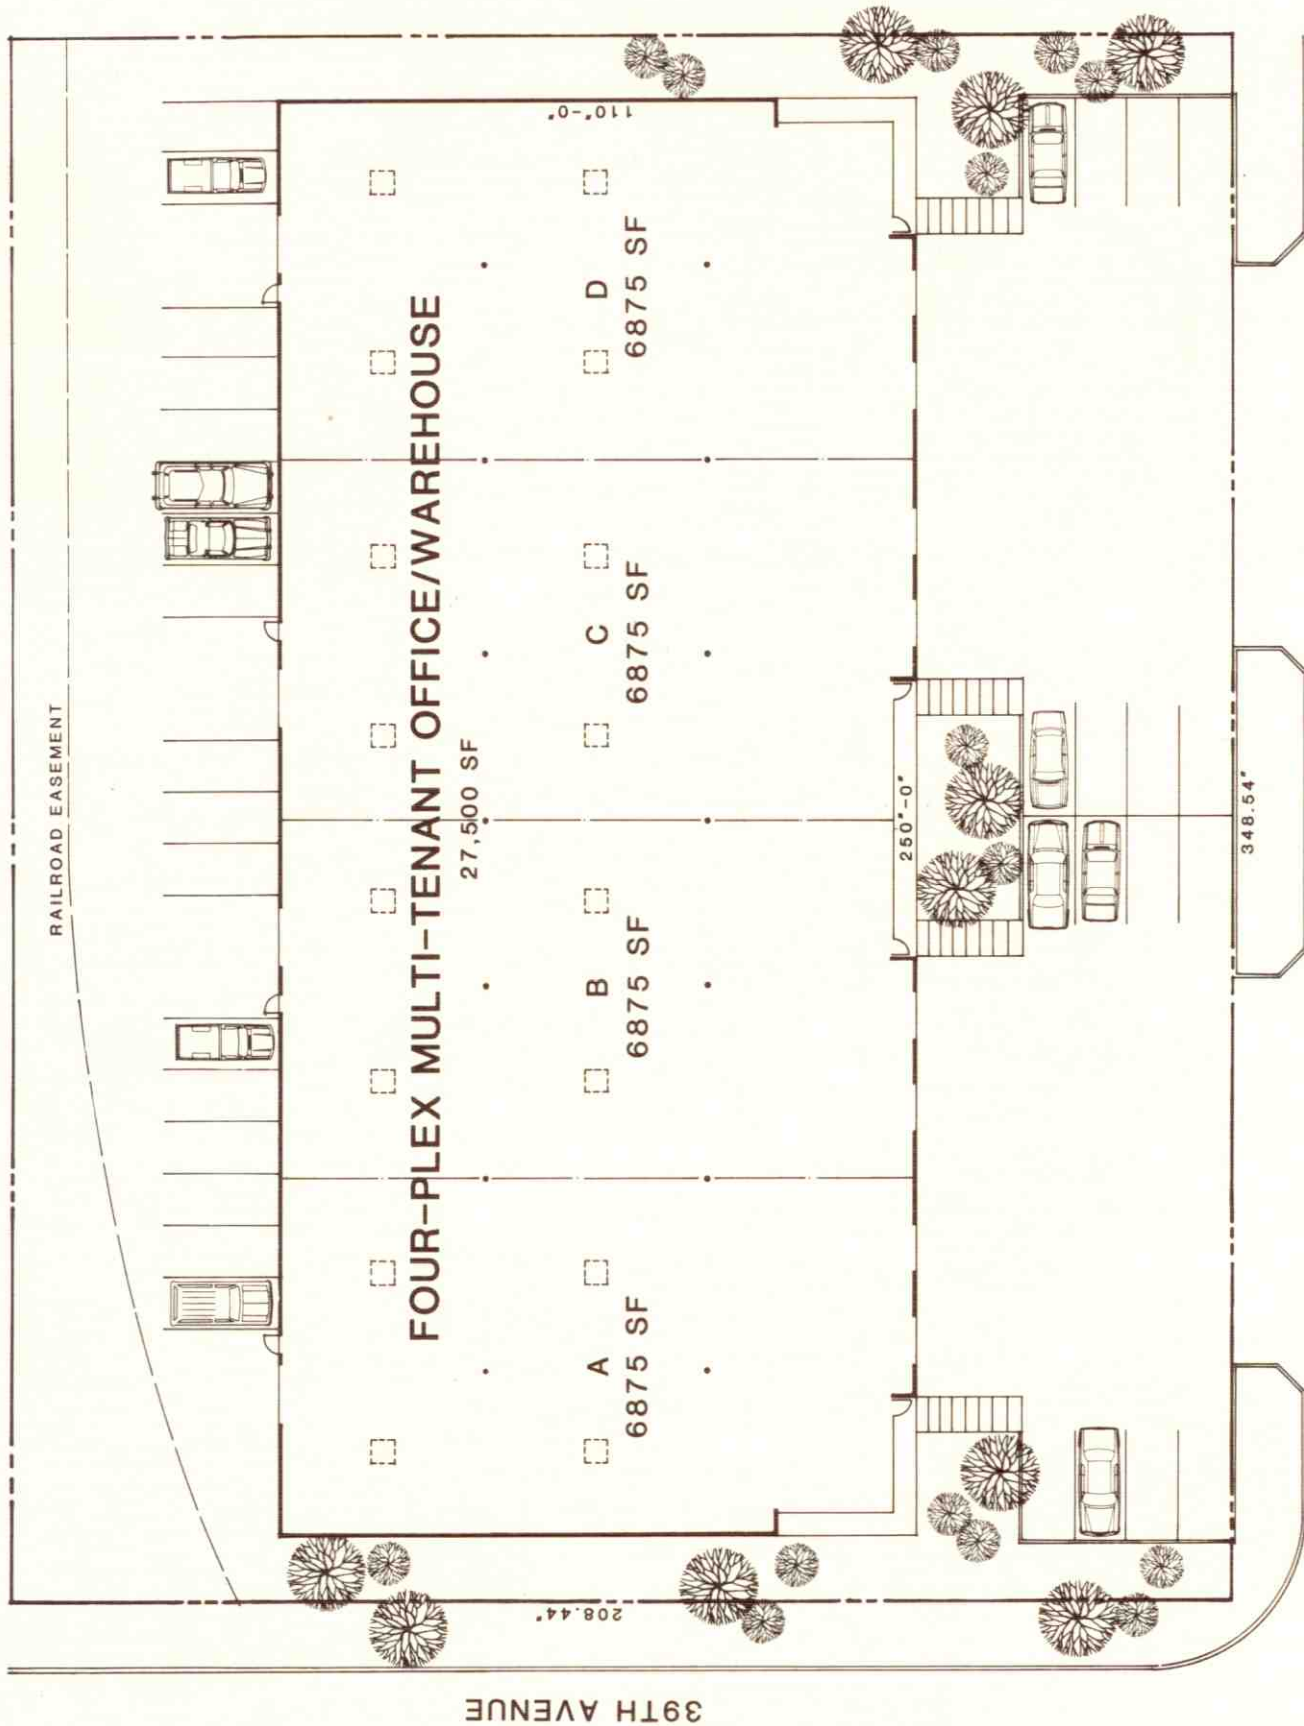 RAILROAD EASEMENT
FOUR-PLEX MULTI-TENANT OFFICE/WAREHOUSE
27,500 SF
A
6875 SF
B
6875 SF
C
6875 SF
D
6875 SF
110"-0"
250"-0"
208.44"
348.54"
39TH AVENUE